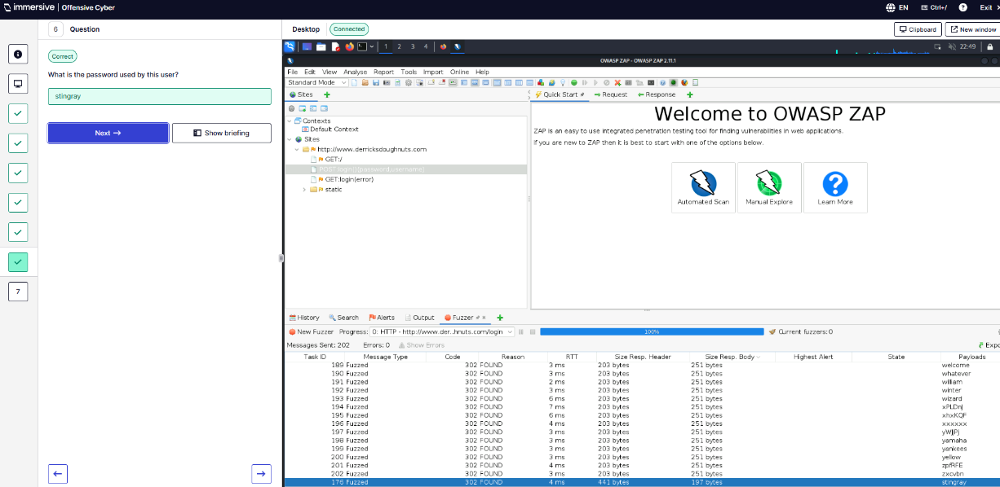 immersive | Offensive Cyber EN Ctrl+/ ? Exit
6 Question
Correct
What is the password used by this user?
stingray
Next →
Show briefing
7
← →
Desktop Connected Clipboard New window
1 2 3 4 22:49
OWASP ZAP - OWASP ZAP 2.11.1
File Edit View Analyse Report Tools Import Online Help
Standard Mode
Sites
Contexts
Default Context
Sites
http://www.derricksdoughnuts.com
GET:/
POST:login()(password,username)
GET:login(error)
static
Quick Start Request Response
Welcome to OWASP ZAP
ZAP is an easy to use integrated penetration testing tool for finding vulnerabilities in web applications.
If you are new to ZAP then it is best to start with one of the options below.
Automated Scan Manual Explore Learn More
History Search Alerts Output Fuzzer
New Fuzzer Progress: 0: HTTP - http://www.der..hnuts.com/login 100% Current fuzzers: 0
Messages Sent: 202 Errors: 0 Show Errors Expo
Task ID Message Type Code Reason RTT Size Resp. Header Size Resp. Body Highest Alert State Payloads
189 Fuzzed 302 FOUND 3 ms 203 bytes 251 bytes welcome
190 Fuzzed 302 FOUND 3 ms 203 bytes 251 bytes whatever
191 Fuzzed 302 FOUND 2 ms 203 bytes 251 bytes william
192 Fuzzed 302 FOUND 3 ms 203 bytes 251 bytes winter
193 Fuzzed 302 FOUND 6 ms 203 bytes 251 bytes wizard
194 Fuzzed 302 FOUND 7 ms 203 bytes 251 bytes xPLDnJ
195 Fuzzed 302 FOUND 6 ms 203 bytes 251 bytes xhxKQF
196 Fuzzed 302 FOUND 4 ms 203 bytes 251 bytes xxxxxx
197 Fuzzed 302 FOUND 3 ms 203 bytes 251 bytes
198 Fuzzed 302 FOUND 4 ms 203 bytes 251 bytes yamaha
199 Fuzzed 302 FOUND 3 ms 203 bytes 251 bytes yankees
200 Fuzzed 302 FOUND 3 ms 203 bytes 251 bytes yellow
201 Fuzzed 302 FOUND 4 ms 203 bytes 251 bytes zpfRFE
202 Fuzzed 302 FOUND 3 ms 203 bytes 251 bytes zxcvbn
176 Fuzzed 302 FOUND 4 ms 441 bytes 197 bytes stingray